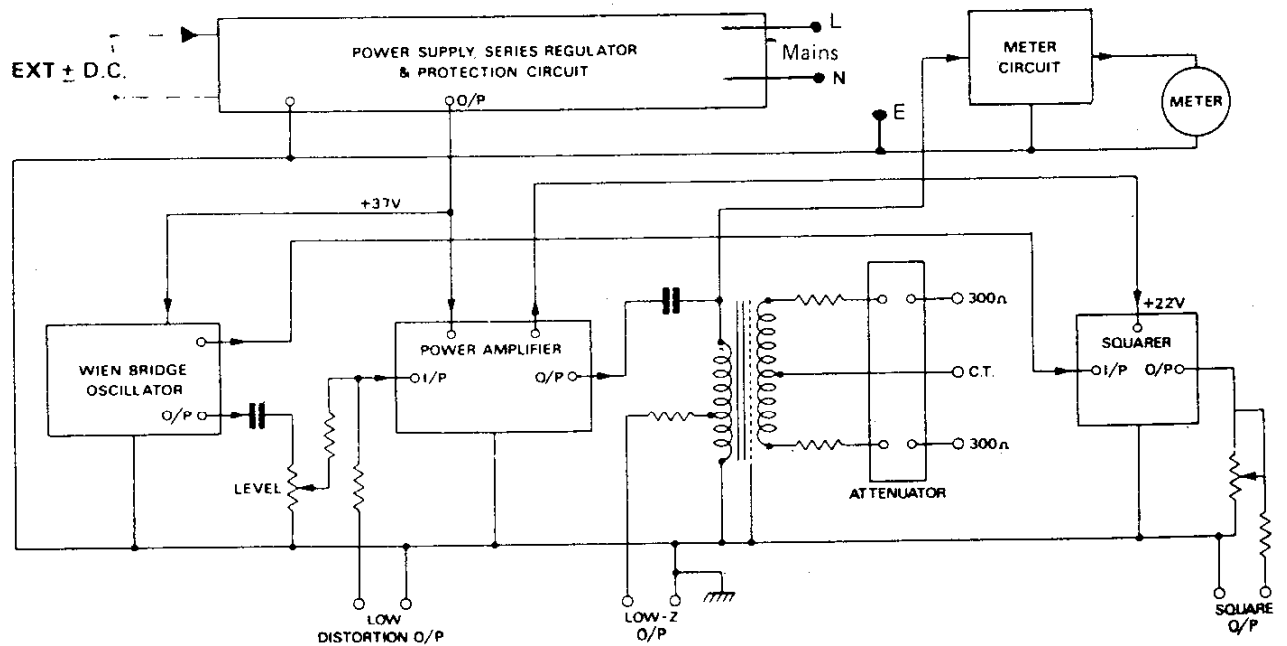 L
POWER SUPPLY, SERIES REGULATOR
& PROTECTION CIRCUIT
Mains
METER
CIRCUIT
EXT ± D.C.
N
O/P
E
METER
+37V
+22V
300Ω
WIEN BRIDGE
OSCILLATOR
O/P
POWER AMPLIFIER
I/P
O/P
C.T.
SQUARER
I/P
O/P
300Ω
LEVEL
ATTENUATOR
LOW
DISTORTION O/P
LOW-Z
O/P
SQUARE
O/P